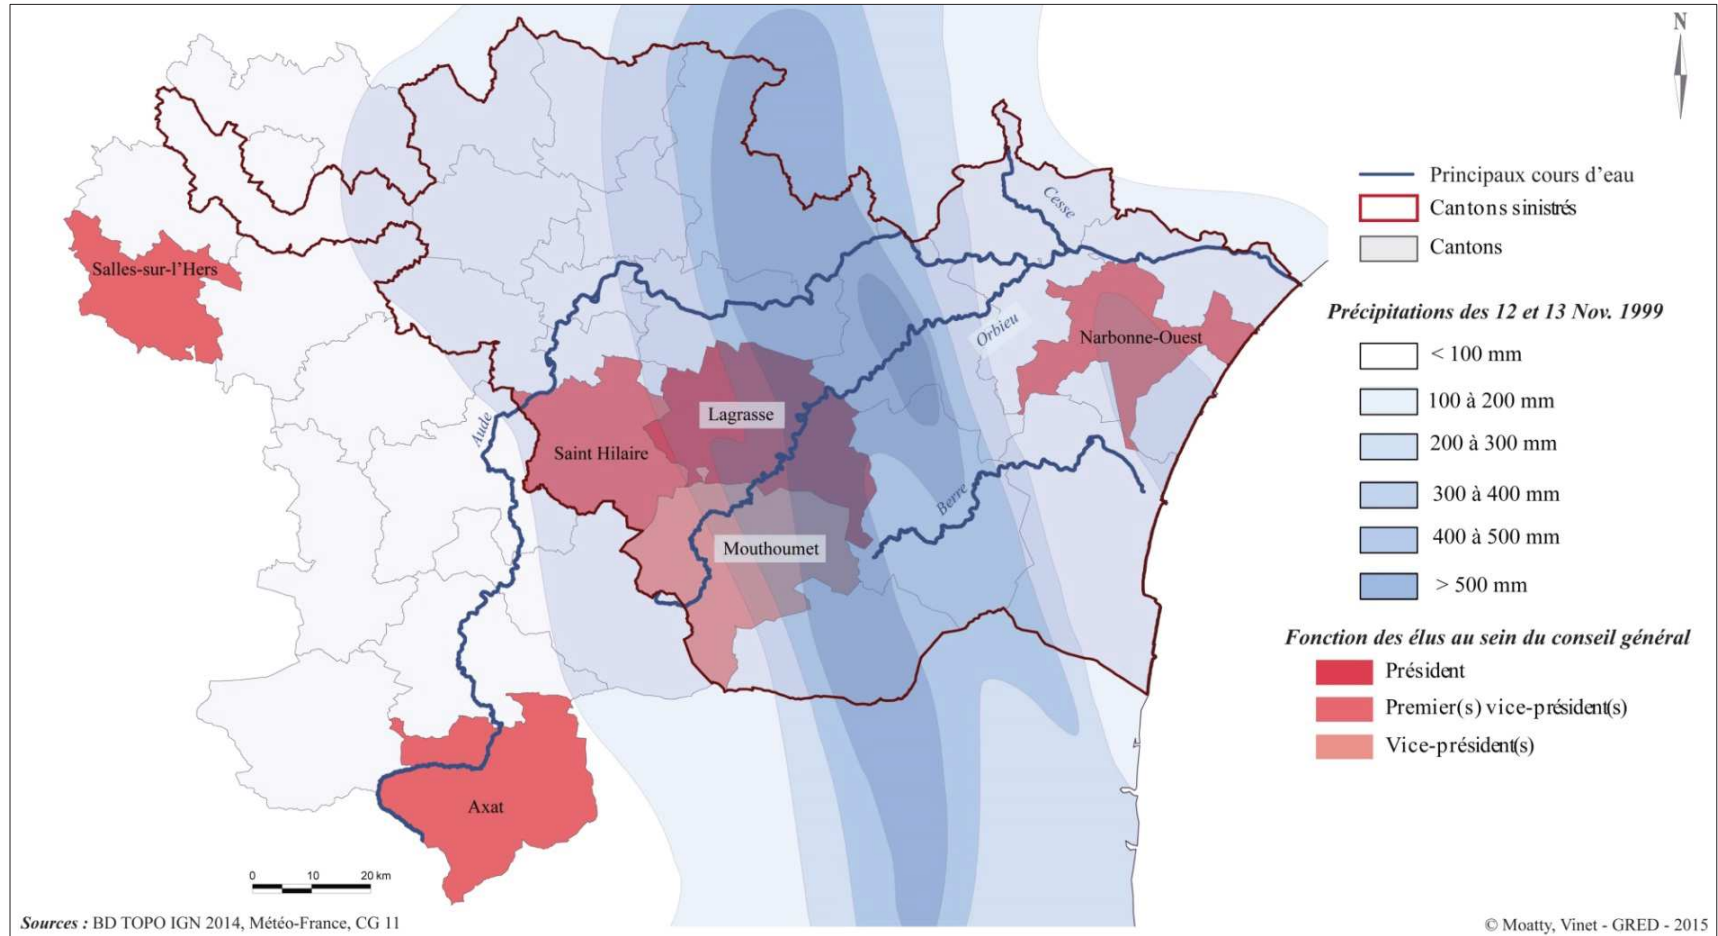 N
Principaux cours d'eau
Cantons sinistrés
Cantons
Précipitations des 12 et 13 Nov. 1999
< 100 mm
100 à 200 mm
200 à 300 mm
300 à 400 mm
400 à 500 mm
> 500 mm
Fonction des élus au sein du conseil général
Président
Premier(s) vice-président(s)
Vice-président(s)
Cesse
Salles-sur-l'Hers
Orbieu
Narbonne-Ouest
Lagrasse
Aude
Saint Hilaire
Berre
Mouthoumet
Axat
0 10 20 km
Sources : BD TOPO IGN 2014, Météo-France, CG 11
© Moatty, Vinet - GRED - 2015